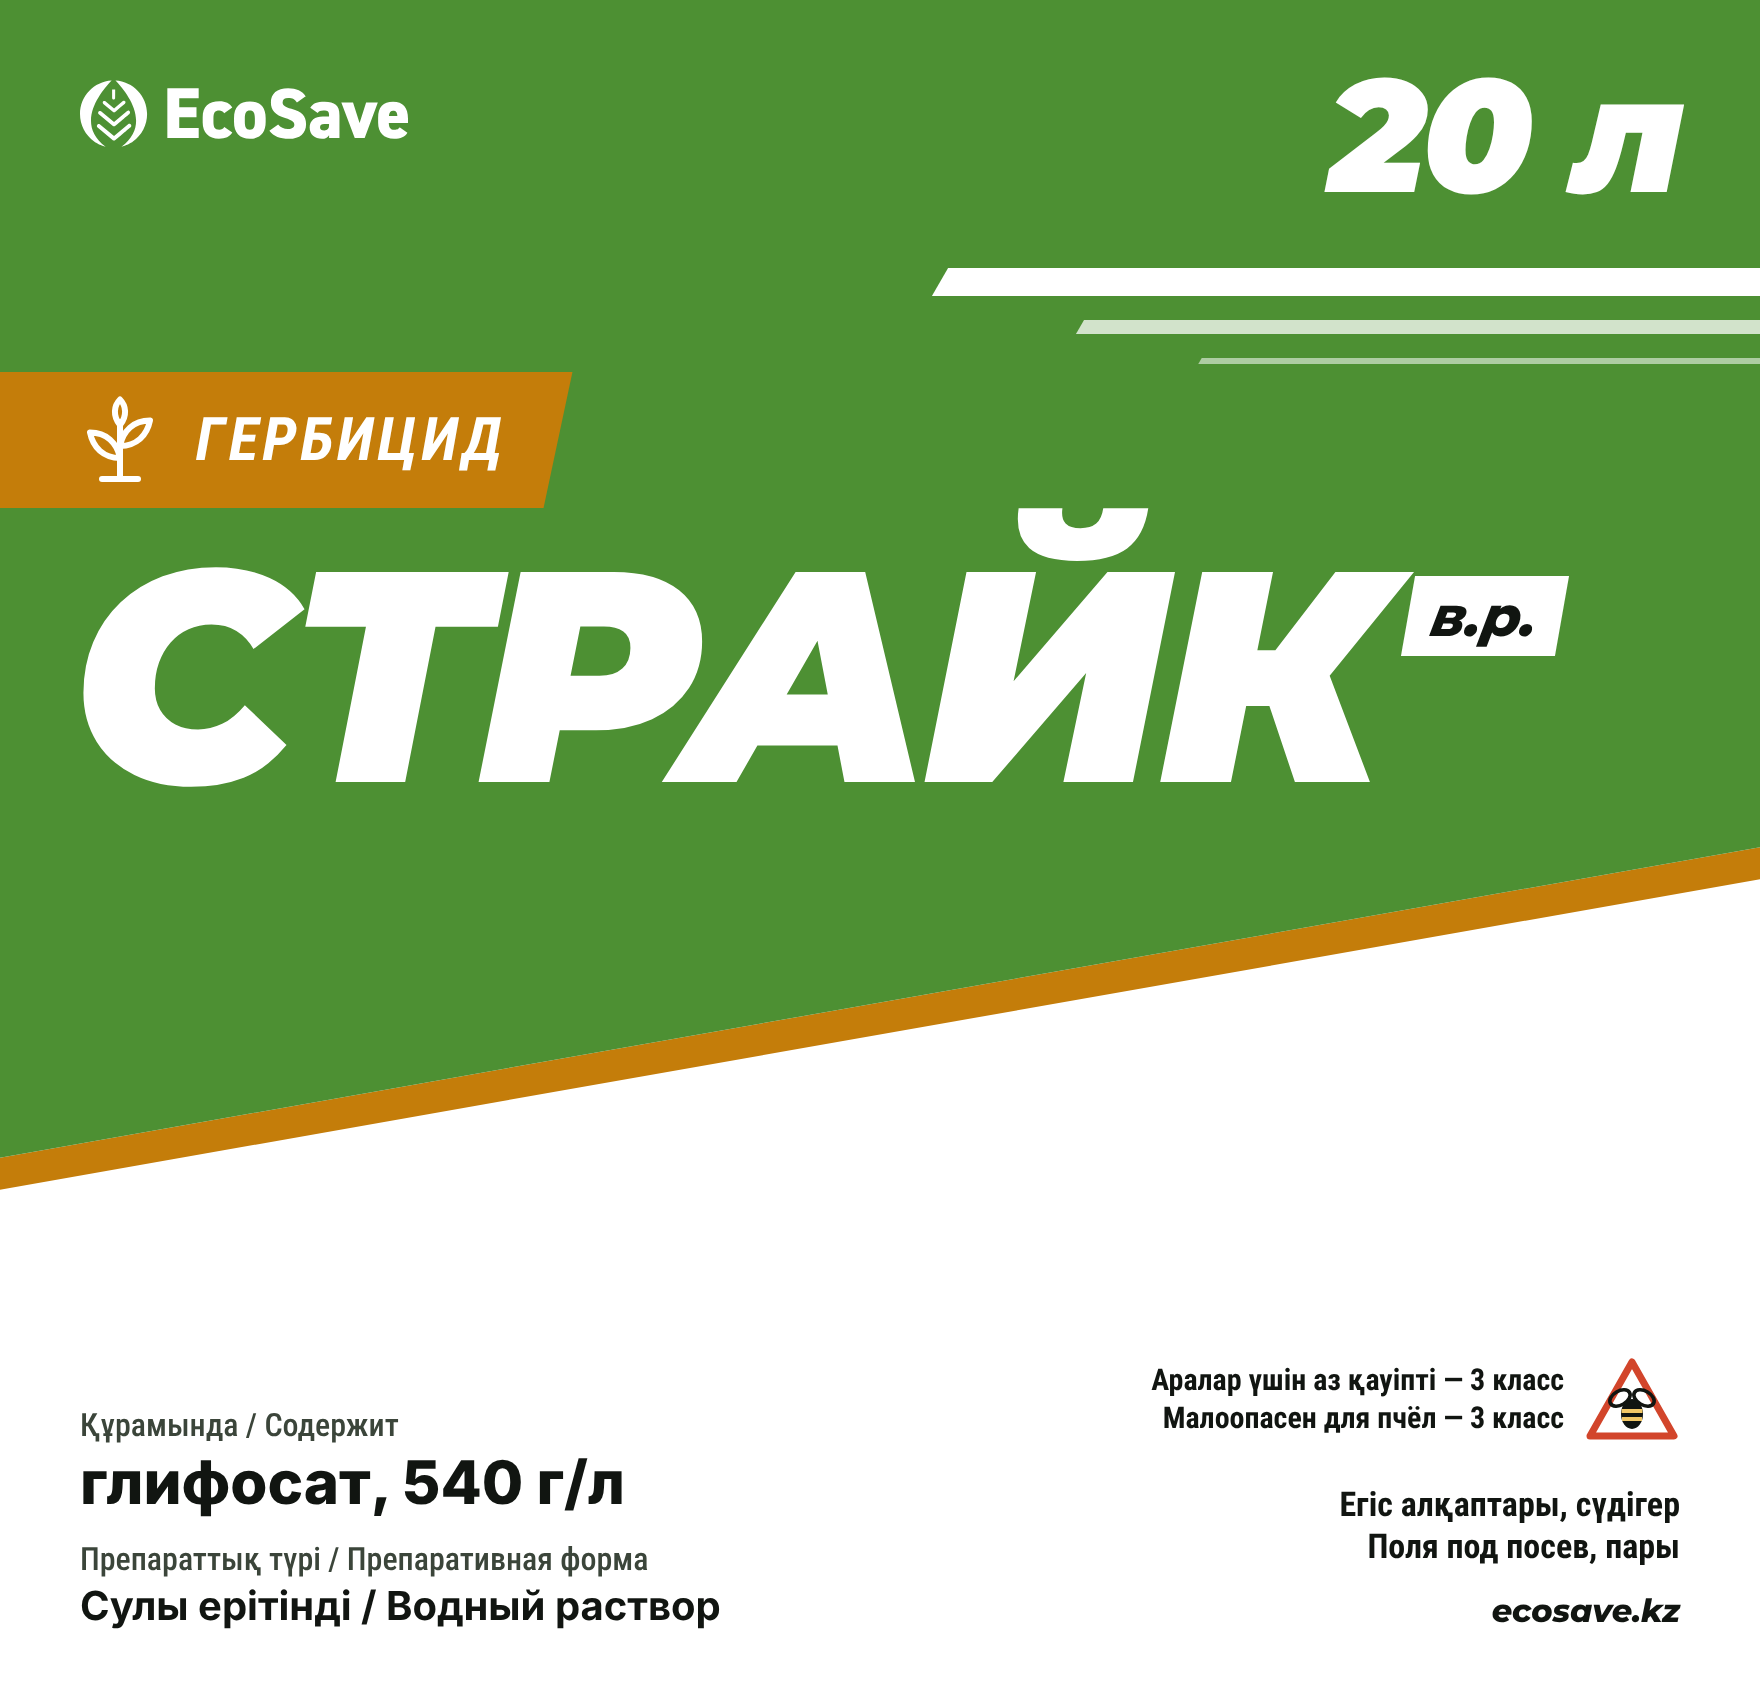 EcoSave
20 л
ГЕРБИЦИД
СТРАЙК в.р.
Құрамында / Содержит
глифосат, 540 г/л
Препараттық түрі / Препаративная форма
Сулы ерітінді / Водный раствор
Аралар үшін аз қауіпті — 3 класс
Малоопасен для пчёл — 3 класс
Егіс алқаптары, сүдігер
Поля под посев, пары
ecosave.kz